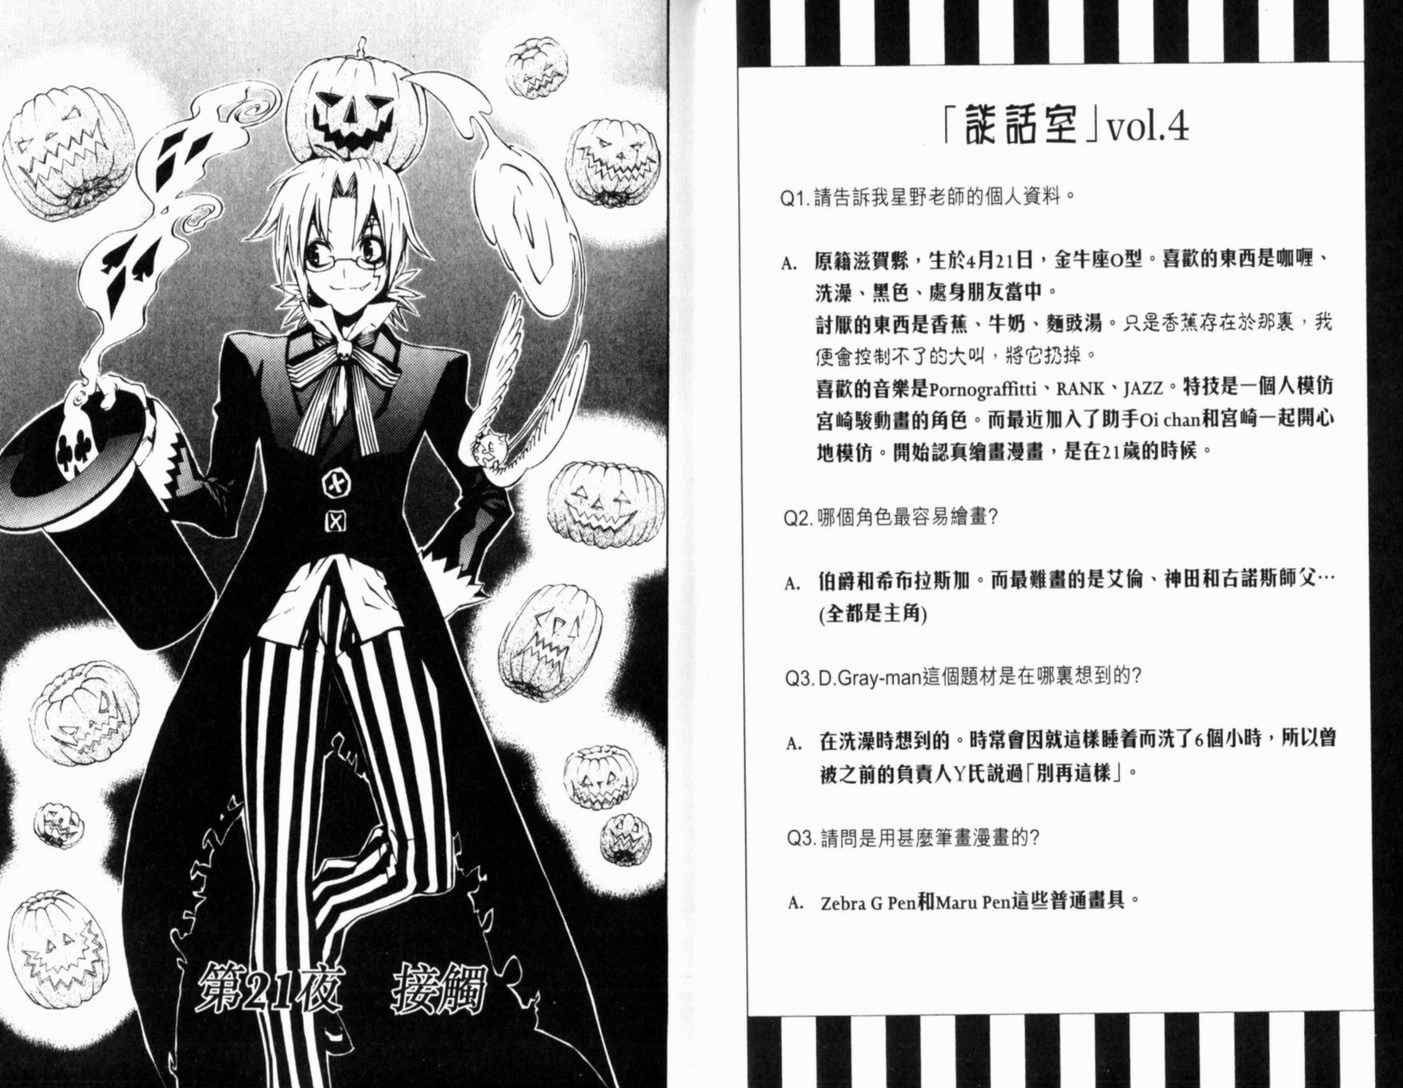 「談話室」vol.4
Q1.請告訴我星野老師的個人資料。
A. 原籍滋賀縣，生於4月21日，金牛座O型。喜歡的東西是咖喱、
洗澡、黑色、處身朋友當中。
討厭的東西是香蕉、牛奶、麵豉湯。只是香蕉存在於那裏，我
便會控制不了的大叫，將它扔掉。
喜歡的音樂是Pornograffitti、RANK、JAZZ。特技是一個人模仿
宮崎駿動畫的角色。而最近加入了助手Oi chan和宮崎一起開心
地模仿。開始認真繪畫漫畫，是在21歲的時候。
Q2.哪個角色最容易繪畫?
A. 伯爵和希布拉斯加。而最難畫的是艾倫、神田和古諾斯師父…
(全都是主角)
Q3.D.Gray-man這個題材是在哪裏想到的?
A. 在洗澡時想到的。時常會因就這樣睡着而洗了6個小時，所以曾
被之前的負責人Y氏說過「別再這樣」。
Q3.請問是用甚麼筆畫漫畫的?
A. Zebra G Pen和Maru Pen這些普通畫具。
第21夜 接觸